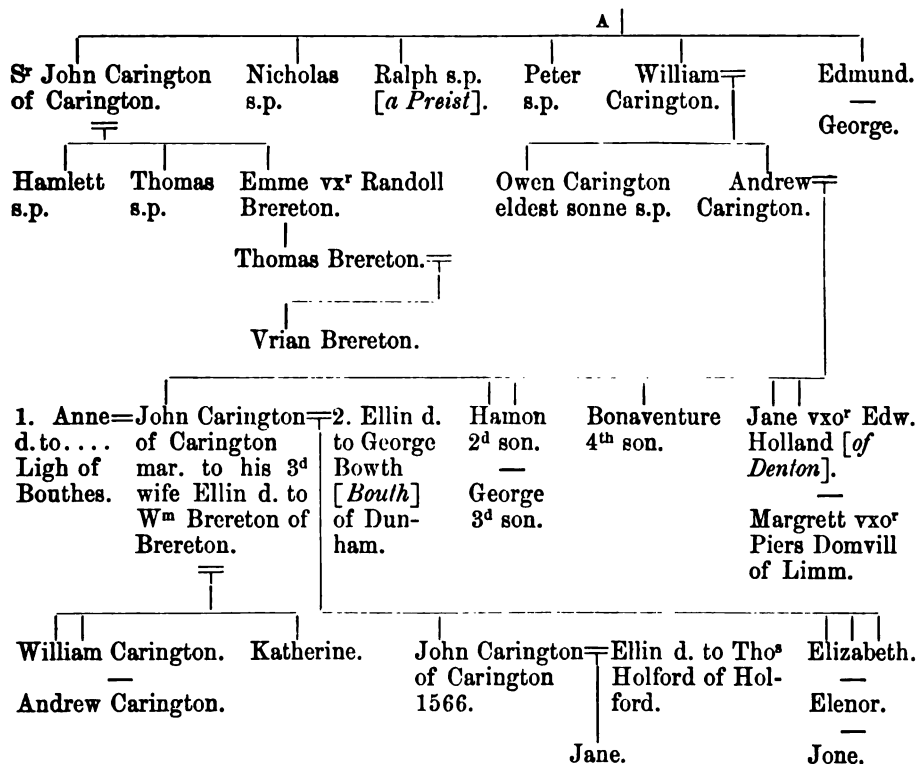 A
Sʳ John Carington
of Carington.
Nicholas
s.p.
Ralph s.p.
[a Preist].
Peter
s.p.
William
Carington.
Edmund.
—
George.
Hamlett
s.p.
Thomas
s.p.
Emme vxʳ Randoll
Brereton.
Owen Carington
eldest sonne s.p.
Andrew
Carington.
Thomas Brereton.
Vrian Brereton.
1. Anne
d. to ....
Ligh of
Bouthes.
John Carington
of Carington
mar. to his 3ᵈ
wife Ellin d. to
Wᵐ Brereton of
Brereton.
2. Ellin d.
to George
Bowth
[Bouth]
of Dun-
ham.
Hamon
2ᵈ son.
—
George
3ᵈ son.
Bonaventure
4ᵗʰ son.
Jane vxoʳ Edw.
Holland [of
Denton].
—
Margrett vxoʳ
Piers Domvill
of Limm.
William Carington.
—
Andrew Carington.
Katherine.
John Carington
of Carington
1566.
Ellin d. to Thoˢ
Holford of Hol-
ford.
Elizabeth.
—
Elenor.
—
Jone.
Jane.